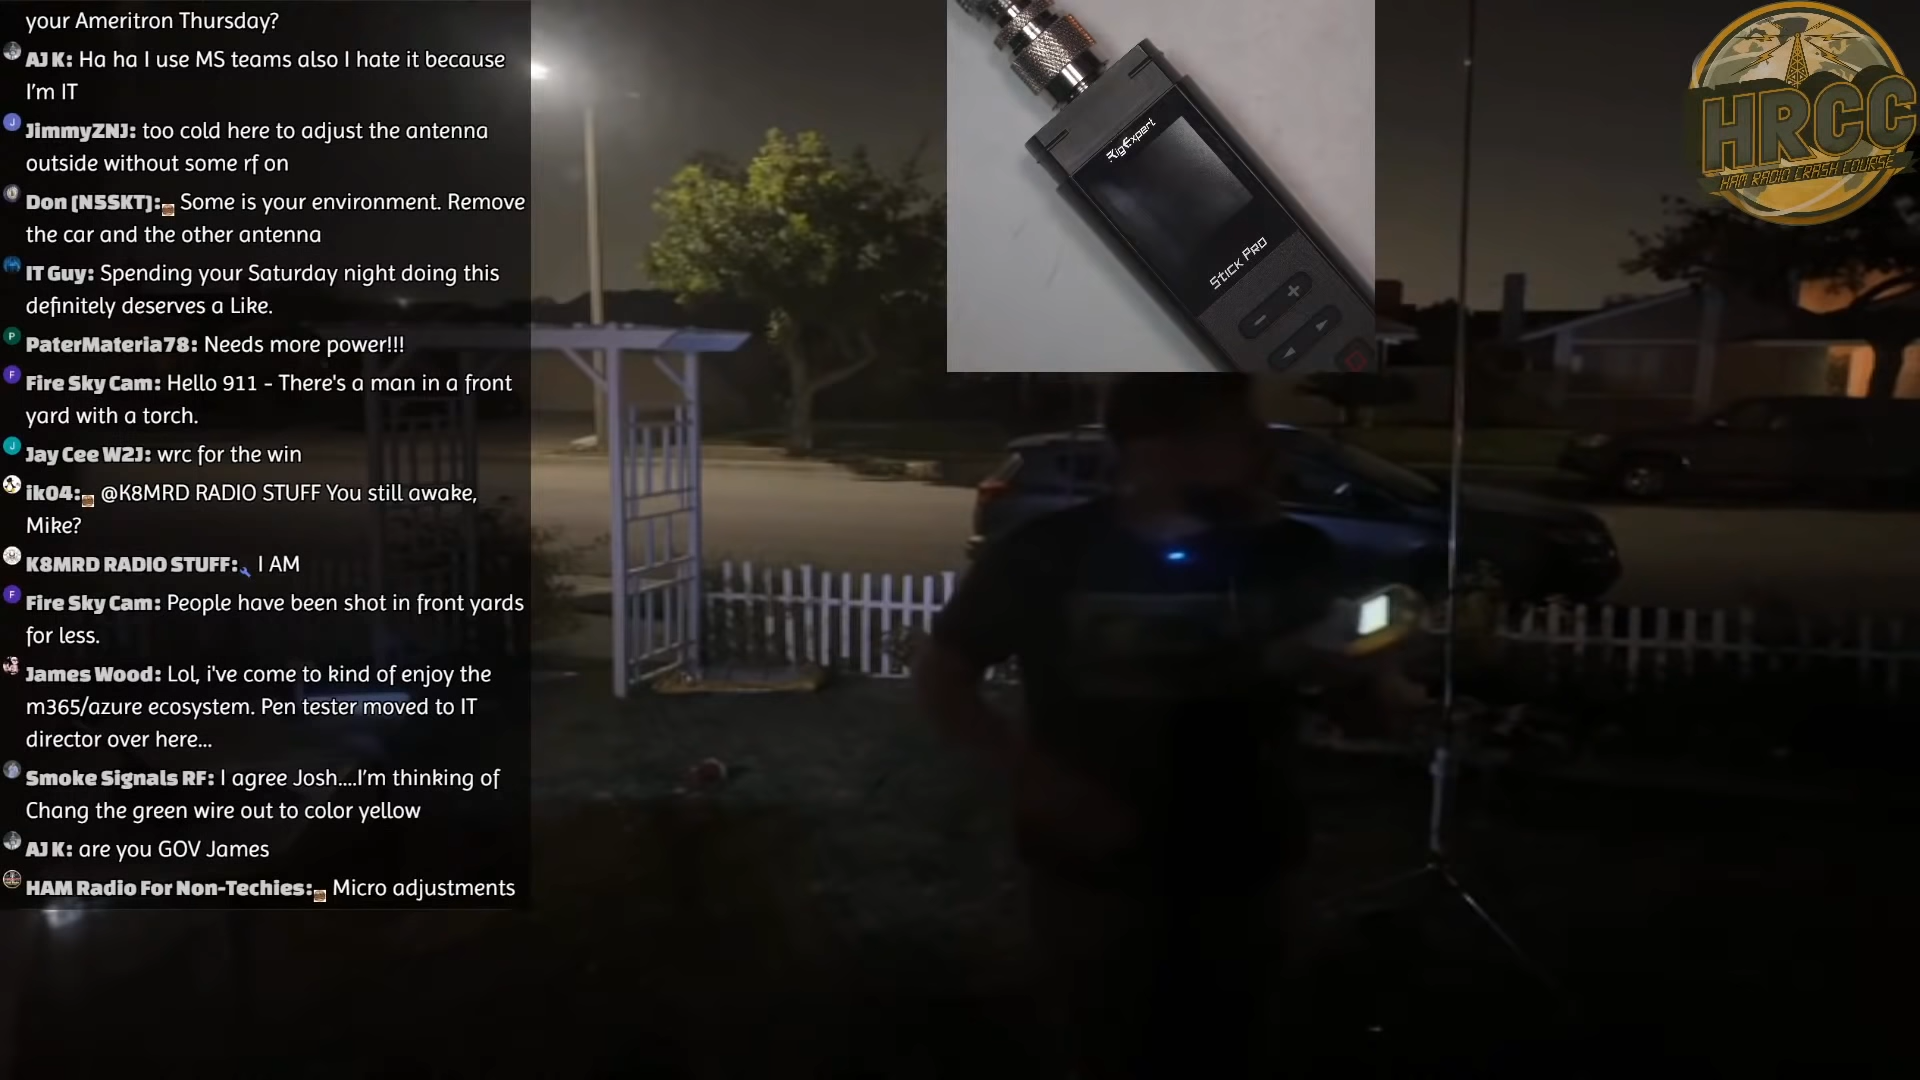 your Ameritron Thursday?
AJ K: Ha ha I use MS teams also I hate it because
I'm IT
JimmyZNJ: too cold here to adjust the antenna
outside without some rf on
Don (N5SKT): Some is your environment. Remove
the car and the other antenna
IT Guy: Spending your Saturday night doing this
definitely deserves a Like.
PaterMateria78: Needs more power!!!
Fire Sky Cam: Hello 911 - There's a man in a front
yard with a torch.
Jay Cee W2J: wrc for the win
ik04: @K8MRD RADIO STUFF You still awake,
Mike?
K8MRD RADIO STUFF: I AM
Fire Sky Cam: People have been shot in front yards
for less.
James Wood: Lol, i've come to kind of enjoy the
m365/azure ecosystem. Pen tester moved to IT
director over here...
Smoke Signals RF: I agree Josh....I'm thinking of
Chang the green wire out to color yellow
AJ K: are you GOV James
HAM Radio For Non-Techies: Micro adjustments
RigExpert
Stick Pro
HRCC
HAM RADIO CRASH COURSE